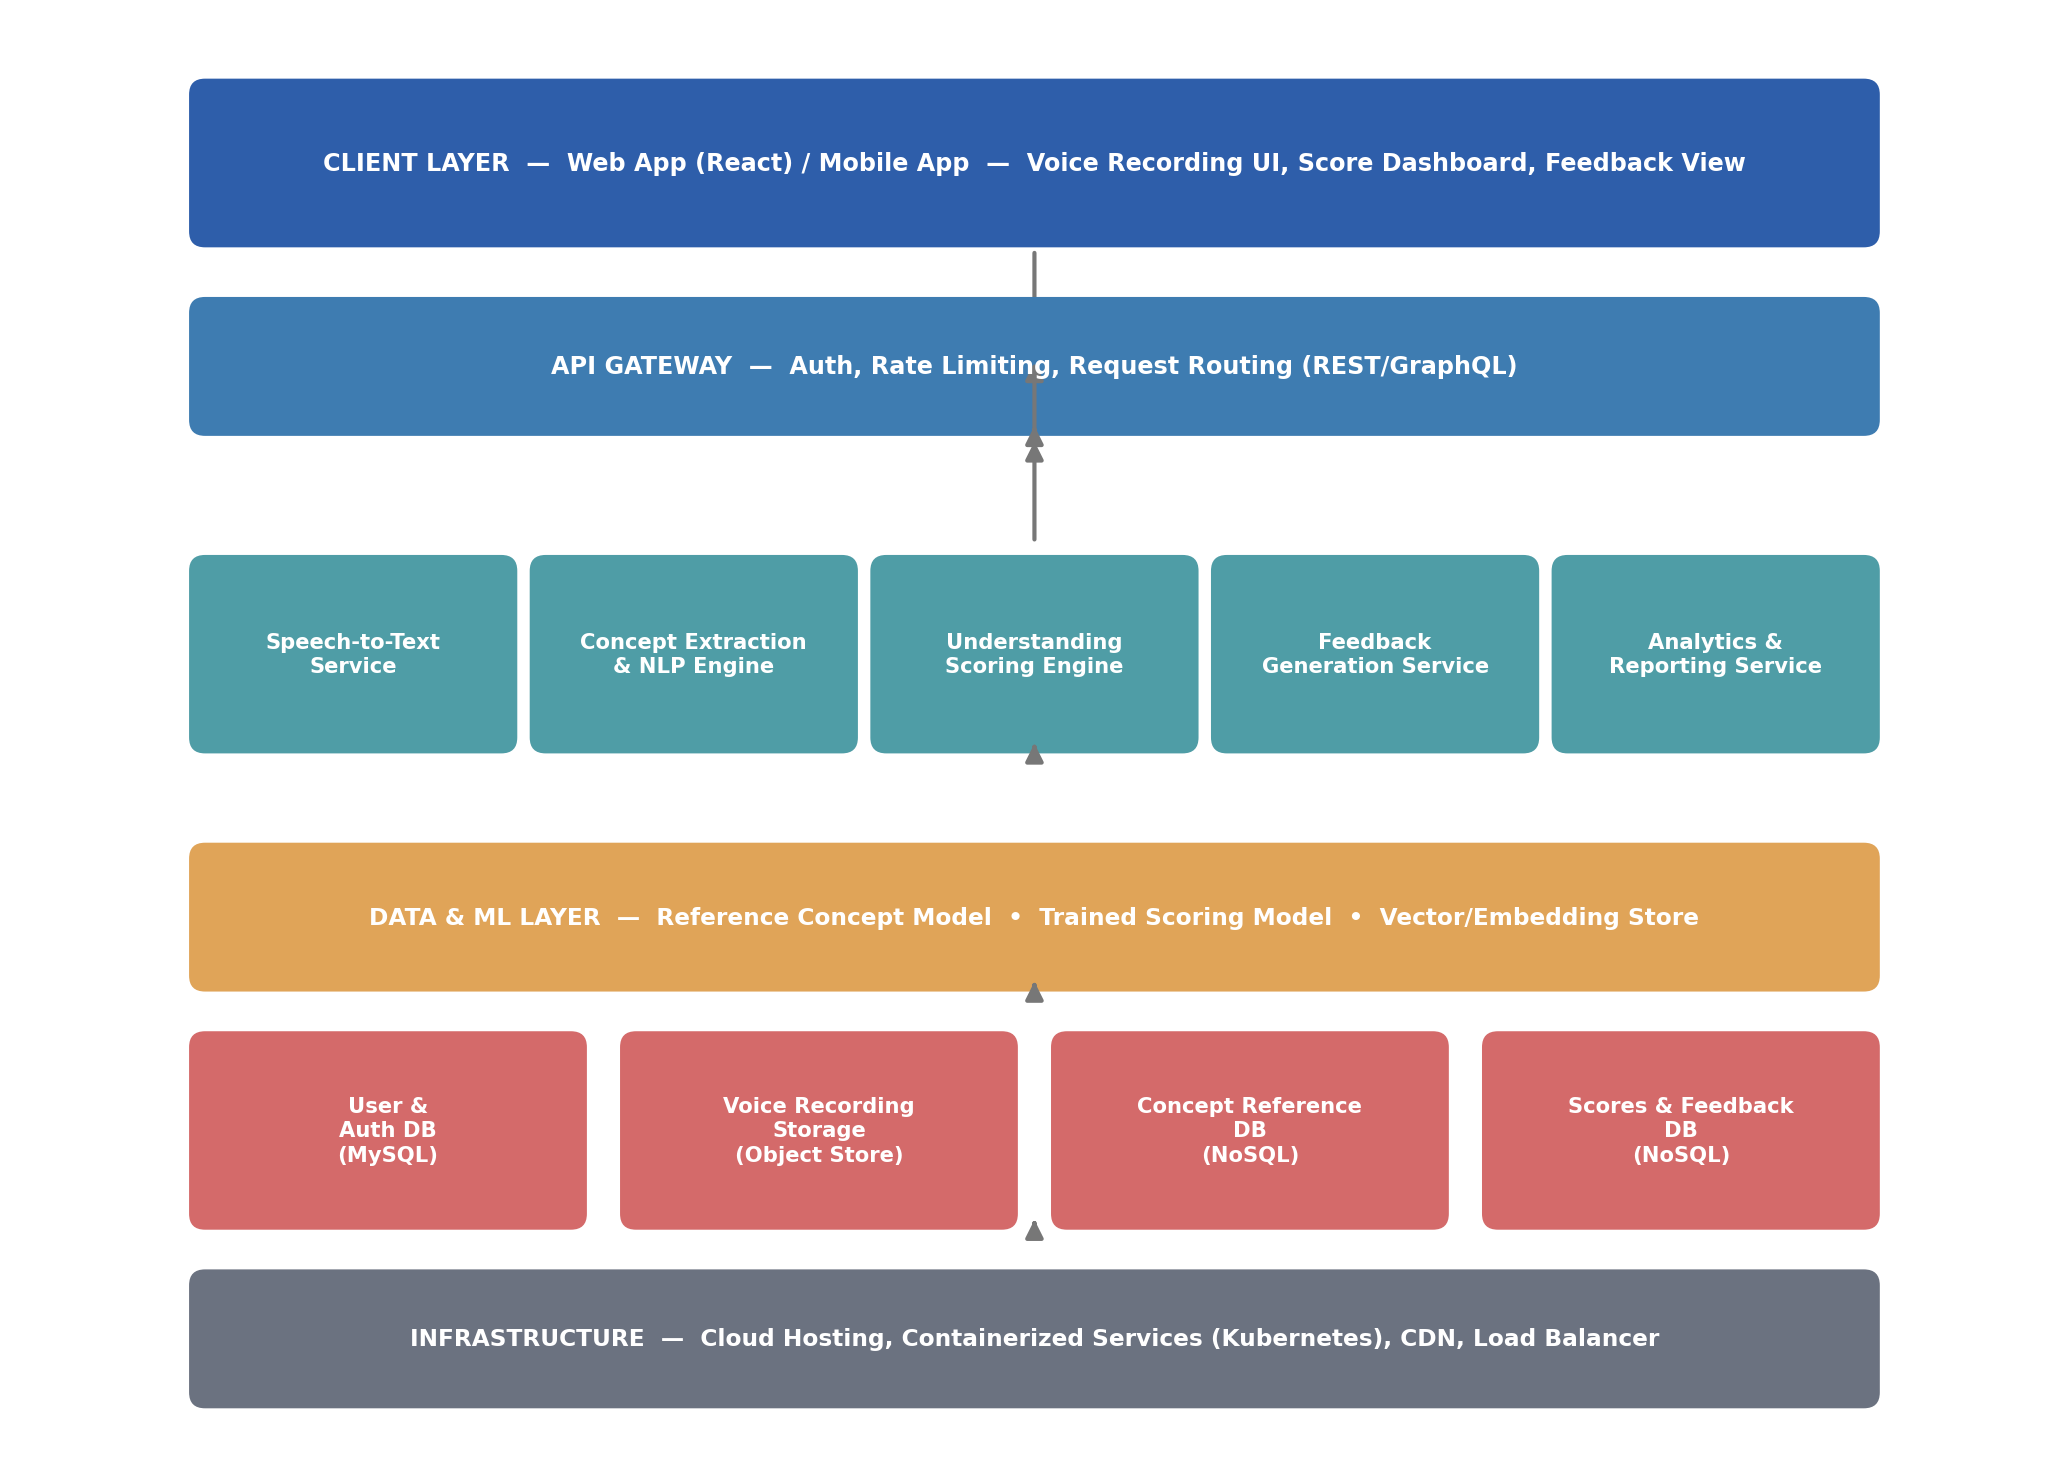 CLIENT LAYER — Web App (React) / Mobile App — Voice Recording UI, Score Dashboard, Feedback View
API GATEWAY — Auth, Rate Limiting, Request Routing (REST/GraphQL)
Speech-to-Text
Service
Concept Extraction
& NLP Engine
Understanding
Scoring Engine
Feedback
Generation Service
Analytics &
Reporting Service
DATA & ML LAYER — Reference Concept Model • Trained Scoring Model • Vector/Embedding Store
User &
Auth DB
(MySQL)
Voice Recording
Storage
(Object Store)
Concept Reference
DB
(NoSQL)
Scores & Feedback
DB
(NoSQL)
INFRASTRUCTURE — Cloud Hosting, Containerized Services (Kubernetes), CDN, Load Balancer